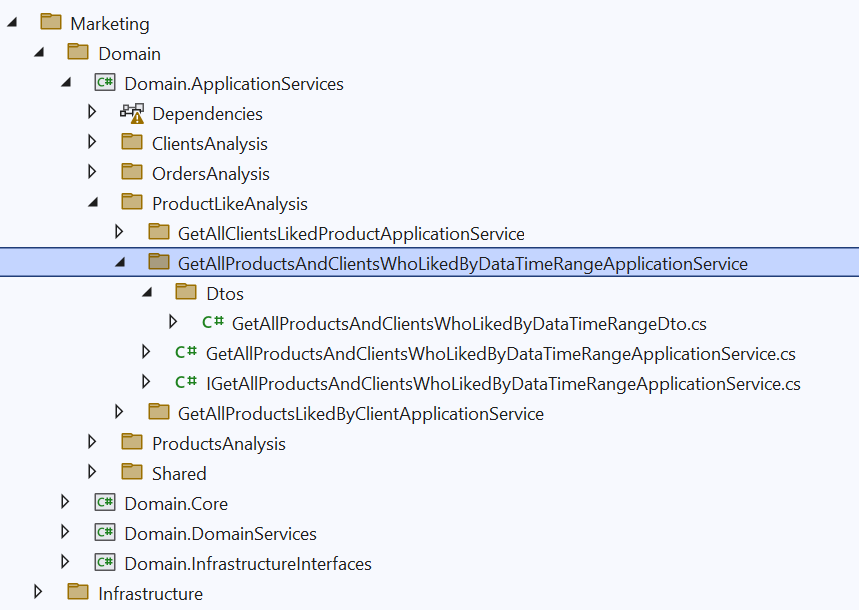 Marketing
Domain
C# Domain.ApplicationServices
Dependencies
ClientsAnalysis
OrdersAnalysis
ProductLikeAnalysis
GetAllClientsLikedProductApplicationService
GetAllProductsAndClientsWhoLikedByDataTimeRangeApplicationService
Dtos
C# GetAllProductsAndClientsWhoLikedByDataTimeRangeDto.cs
C# GetAllProductsAndClientsWhoLikedByDataTimeRangeApplicationService.cs
C# IGetAllProductsAndClientsWhoLikedByDataTimeRangeApplicationService.cs
GetAllProductsLikedByClientApplicationService
ProductsAnalysis
Shared
C# Domain.Core
C# Domain.DomainServices
C# Domain.InfrastructureInterfaces
Infrastructure